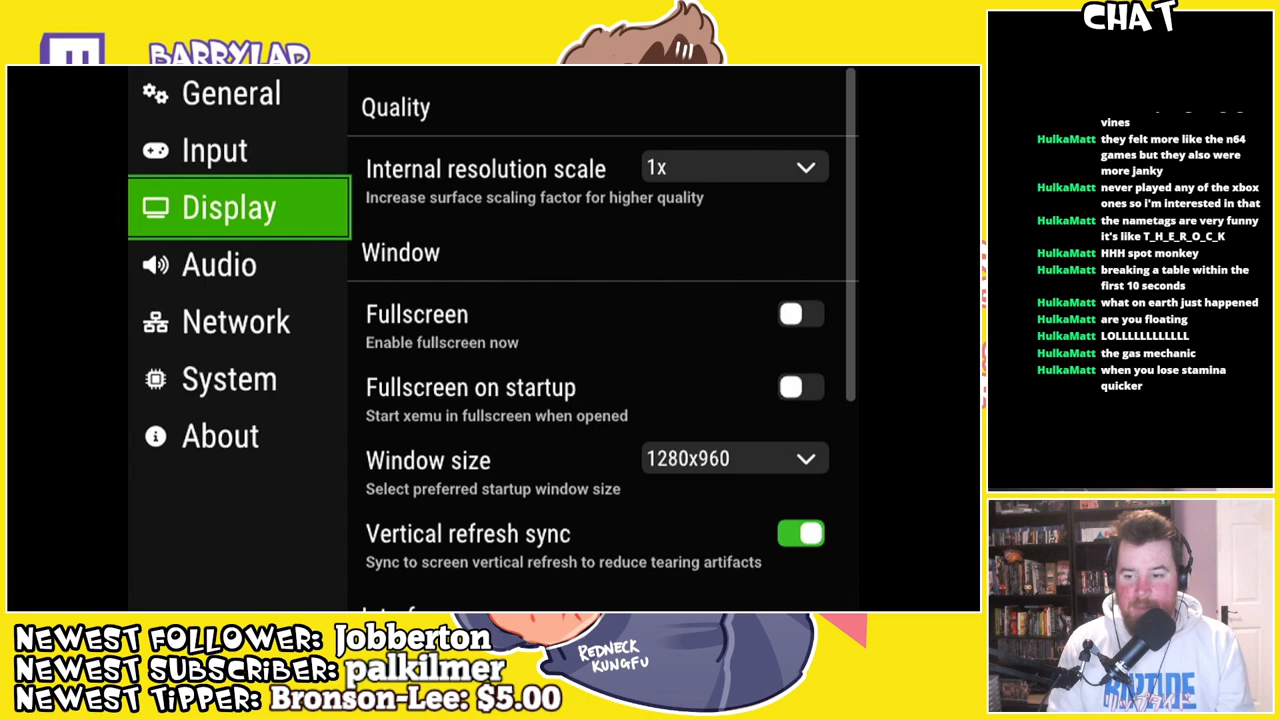 BARRYLAD
General
Input
Display
Audio
Network
System
About
Quality
Internal resolution scale
1x
Increase surface scaling factor for higher quality
Window
Fullscreen
Enable fullscreen now
Fullscreen on startup
Start xemu in fullscreen when opened
Window size
1280x960
Select preferred startup window size
Vertical refresh sync
Sync to screen vertical refresh to reduce tearing artifacts
CHAT
vines
HulkaMatt they felt more like the n64
games but they also were
more janky
HulkaMatt never played any of the xbox
ones so i'm interested in that
HulkaMatt the nametags are very funny
it's like T_H_E_R_O_C_K
HulkaMatt HHH spot monkey
HulkaMatt breaking a table within the
first 10 seconds
HulkaMatt what on earth just happened
HulkaMatt are you floating
HulkaMatt LOLLLLLLLLLLL
HulkaMatt the gas mechanic
HulkaMatt when you lose stamina
quicker
NEWEST FOLLOWER: Jobberton
NEWEST SUBSCRIBER: palkilmer
NEWEST TIPPER: Bronson-Lee: $5.00
REDNECK
KUNGFU
RIPTIDE